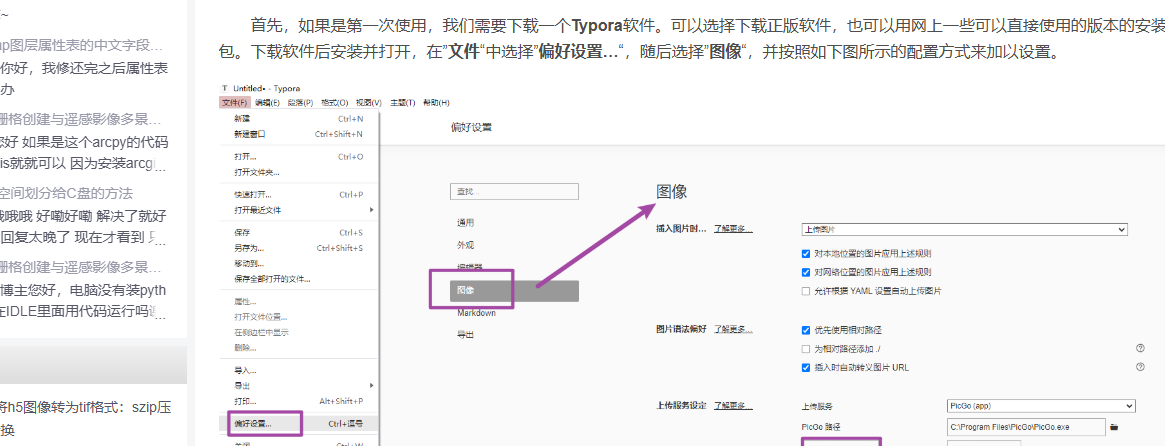 ~
首先，如果是第一次使用，我们需要下载一个Typora软件。可以选择下载正版软件，也可以用网上一些可以直接使用的版本的安装
包。下载软件后安装并打开，在”文件“中选择”偏好设置...“，随后选择”图像“，并按照如下图所示的配置方式来加以设置。
ap图层属性表的中文字段...
你好，我修还完之后属性表
办
栅格创建与遥感影像多景...
您好 如果是这个arcpy的代码
is就就可以 因为安装arcgi...
空间划分给C盘的方法
哦哦哦 好嘞好嘞 解决了就好
回复太晚了 现在才看到 ...
栅格创建与遥感影像多景...
博主您好，电脑没有装pyth
在IDLE里面用代码运行吗...
将h5图像转为tif格式：szip压
换
Untitled• - Typora
文件(F) 编辑(E) 段落(P) 格式(O) 视图(V) 主题(T) 帮助(H)
新建 Ctrl+N
新建窗口 Ctrl+Shift+N
打开... Ctrl+O
打开文件夹...
快速打开... Ctrl+P
打开最近文件
保存 Ctrl+S
另存为... Ctrl+Shift+S
移动到...
保存全部打开的文件...
属性...
打开文件位置...
在侧边栏中显示
删除...
导入...
导出
打印... Alt+Shift+P
偏好设置... Ctrl+逗号
关闭 Ctrl+W
偏好设置
查找...
通用
外观
编辑器
图像
Markdown
导出
图像
插入图片时... 了解更多... 上传图片
对本地位置的图片应用上述规则
对网络位置的图片应用上述规则
允许根据 YAML 设置自动上传图片
图片语法偏好 了解更多... 优先使用相对路径
为相对路径添加 ./
插入时自动转义图片 URL
上传服务设定 了解更多... 上传服务 PicGo (app)
PicGo 路径 C:\Program Files\PicGo\PicGo.exe